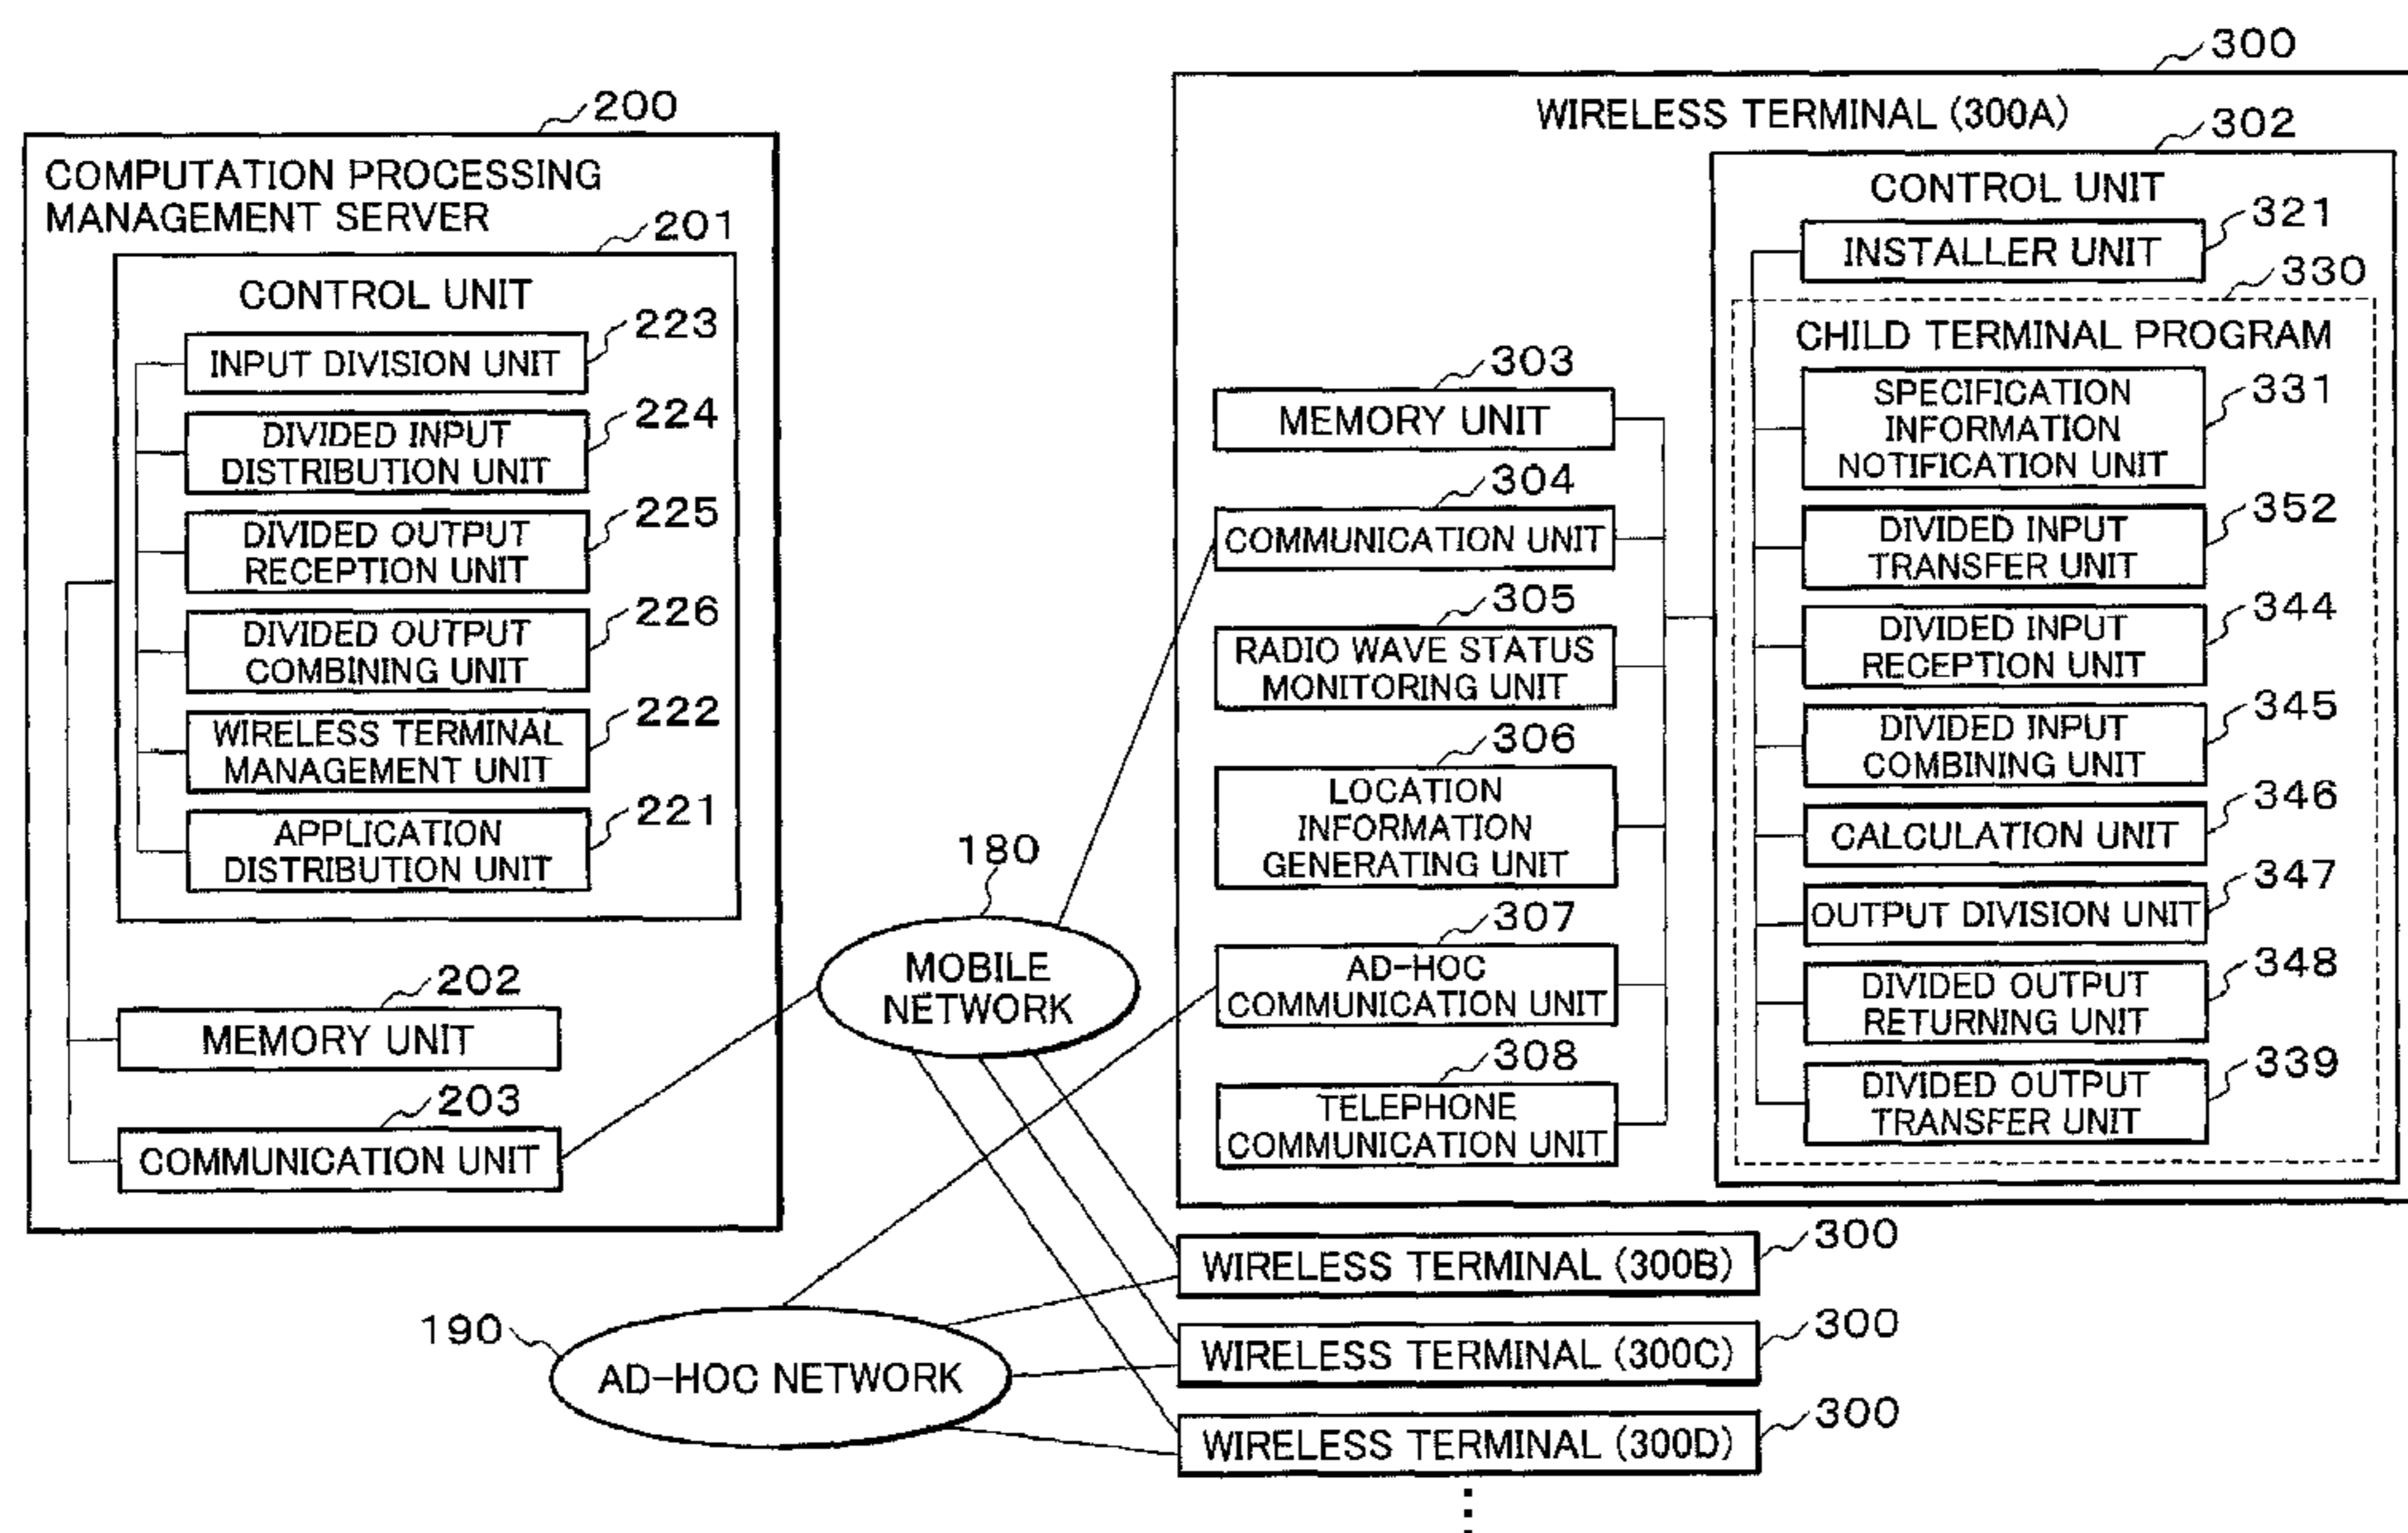 200
COMPUTATION PROCESSING
MANAGEMENT SERVER
201
CONTROL UNIT
223
INPUT DIVISION UNIT
224
DIVIDED INPUT
DISTRIBUTION UNIT
225
DIVIDED OUTPUT
RECEPTION UNIT
226
DIVIDED OUTPUT
COMBINING UNIT
222
WIRELESS TERMINAL
MANAGEMENT UNIT
221
APPLICATION
DISTRIBUTION UNIT
202
MEMORY UNIT
203
COMMUNICATION UNIT
180
MOBILE
NETWORK
190
AD-HOC NETWORK
300
WIRELESS TERMINAL (300A)
303
MEMORY UNIT
304
COMMUNICATION UNIT
305
RADIO WAVE STATUS
MONITORING UNIT
306
LOCATION
INFORMATION
GENERATING UNIT
307
AD-HOC
COMMUNICATION UNIT
308
TELEPHONE
COMMUNICATION UNIT
302
CONTROL UNIT
321
INSTALLER UNIT
330
CHILD TERMINAL PROGRAM
331
SPECIFICATION
INFORMATION
NOTIFICATION UNIT
352
DIVIDED INPUT
TRANSFER UNIT
344
DIVIDED INPUT
RECEPTION UNIT
345
DIVIDED INPUT
COMBINING UNIT
346
CALCULATION UNIT
347
OUTPUT DIVISION UNIT
348
DIVIDED OUTPUT
RETURNING UNIT
339
DIVIDED OUTPUT
TRANSFER UNIT
300
WIRELESS TERMINAL (300B)
300
WIRELESS TERMINAL (300C)
300
WIRELESS TERMINAL (300D)